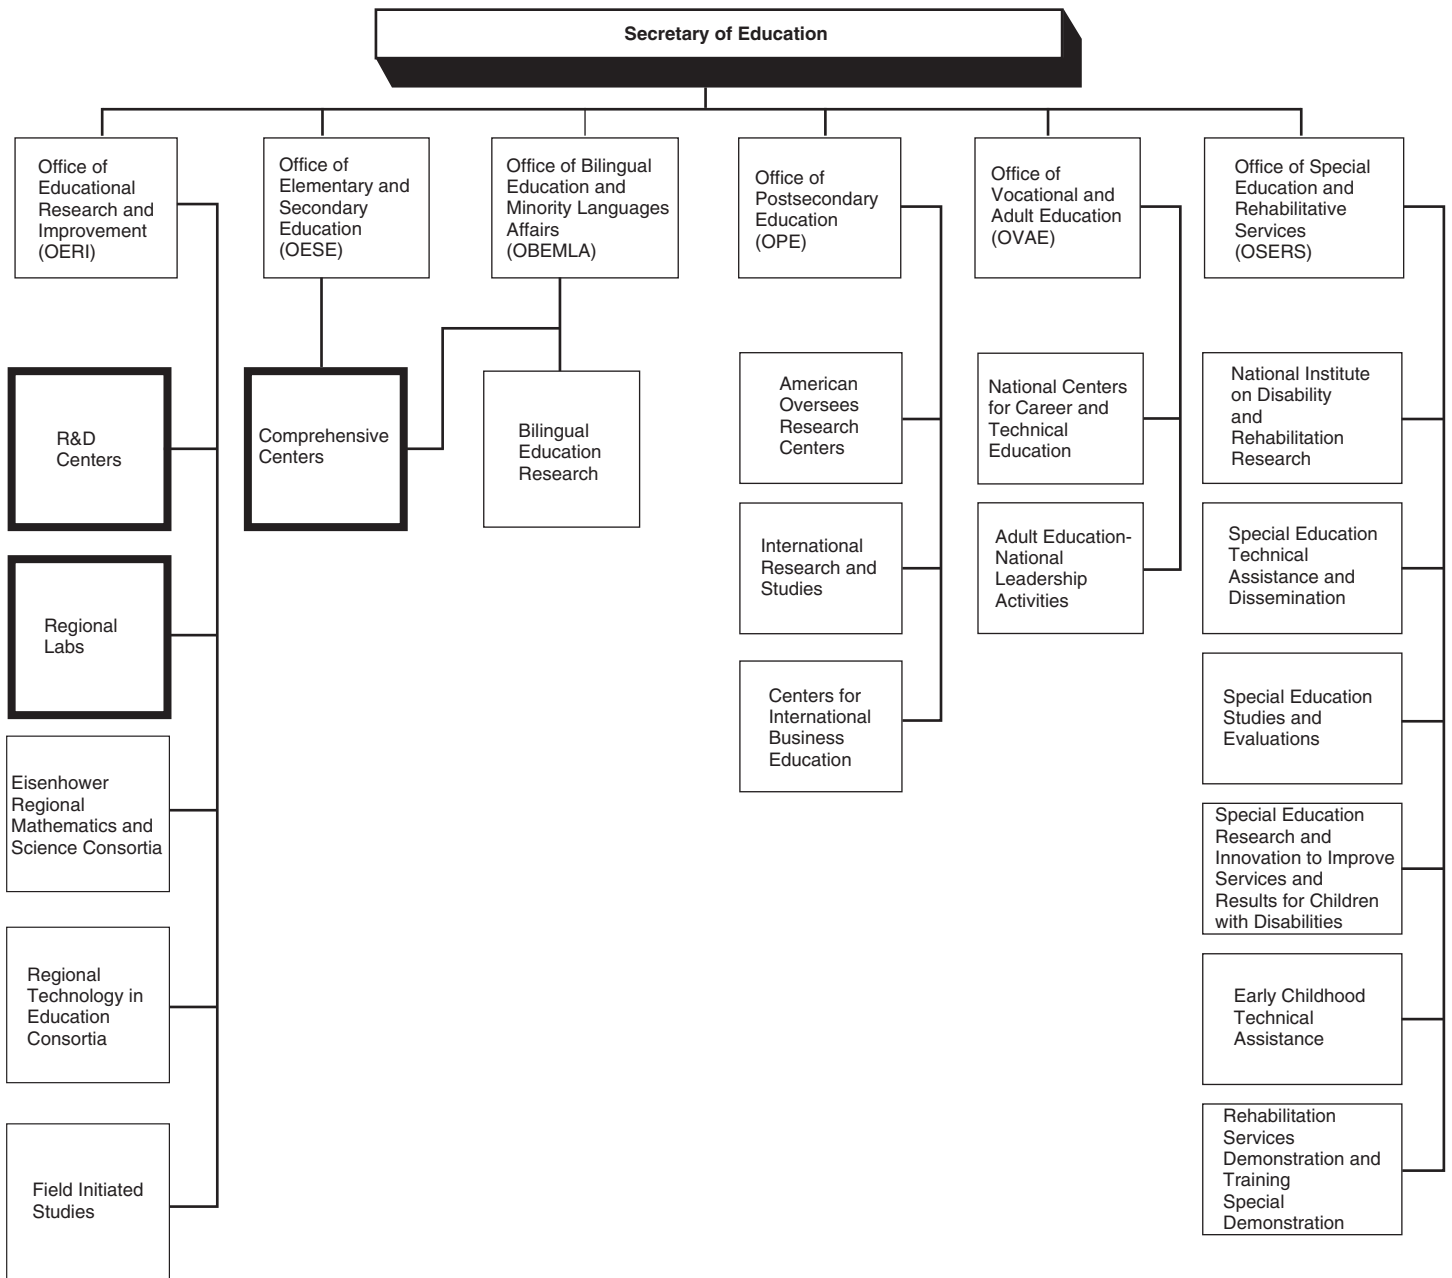 Secretary of Education
Office of
Educational
Research and
Improvement
(OERI)
Office of
Elementary and
Secondary
Education
(OESE)
Office of Bilingual
Education and
Minority Languages
Affairs
(OBEMLA)
Office of
Postsecondary
Education
(OPE)
Office of
Vocational and
Adult Education
(OVAE)
Office of Special
Education and
Rehabilitative
Services
(OSERS)
R&D
Centers
Regional
Labs
Eisenhower
Regional
Mathematics and
Science Consortia
Regional
Technology in
Education
Consortia
Field Initiated
Studies
Comprehensive
Centers
Bilingual
Education
Research
American
Oversees
Research
Centers
International
Research and
Studies
Centers for
International
Business
Education
National Centers
for Career and
Technical
Education
Adult Education-
National
Leadership
Activities
National Institute
on Disability
and
Rehabilitation
Research
Special Education
Technical
Assistance and
Dissemination
Special Education
Studies and
Evaluations
Special Education
Research and
Innovation to Improve
Services and
Results for Children
with Disabilities
Early Childhood
Technical
Assistance
Rehabilitation
Services
Demonstration and
Training
Special
Demonstration